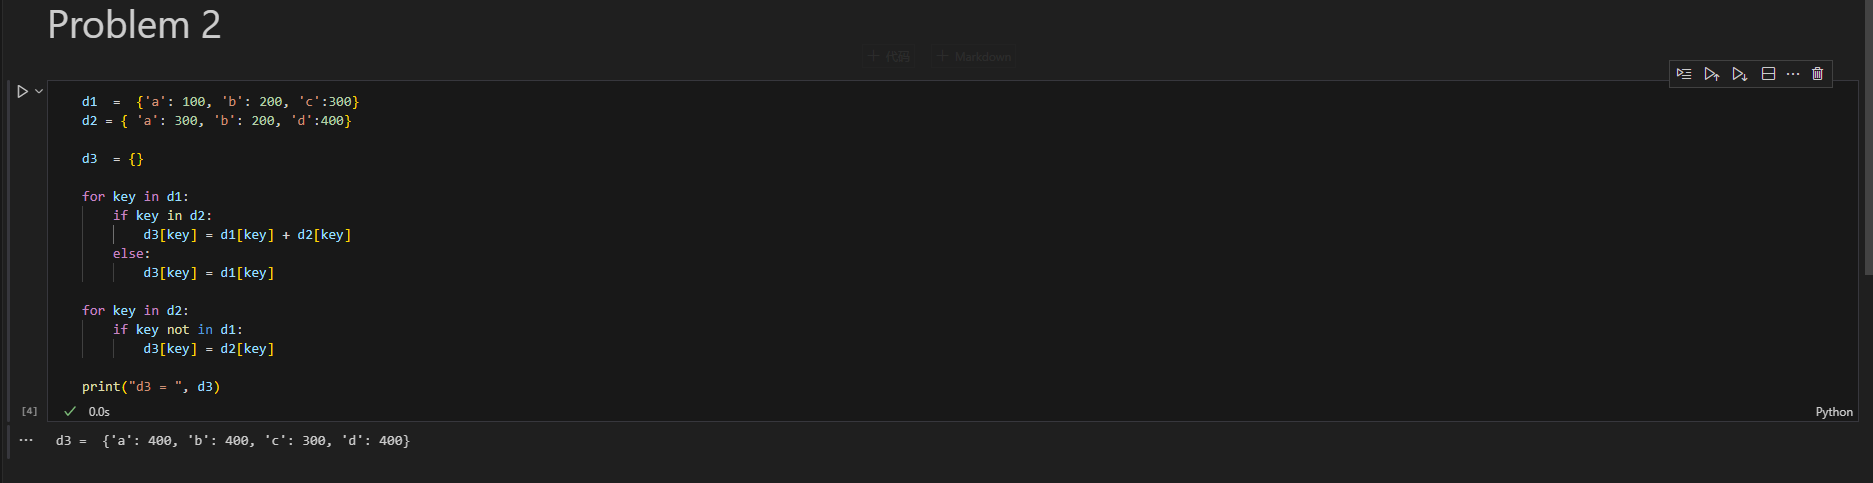 Problem 2
+ 代码 + Markdown
d1  =  {'a': 100, 'b': 200, 'c':300}
d2 = { 'a': 300, 'b': 200, 'd':400}
d3  = {}
for key in d1:
    if key in d2:
        d3[key] = d1[key] + d2[key]
    else:
        d3[key] = d1[key]
for key in d2:
    if key not in d1:
        d3[key] = d2[key]
print("d3 = ", d3)
[4] ✓ 0.0s
Python
... d3 =  {'a': 400, 'b': 400, 'c': 300, 'd': 400}